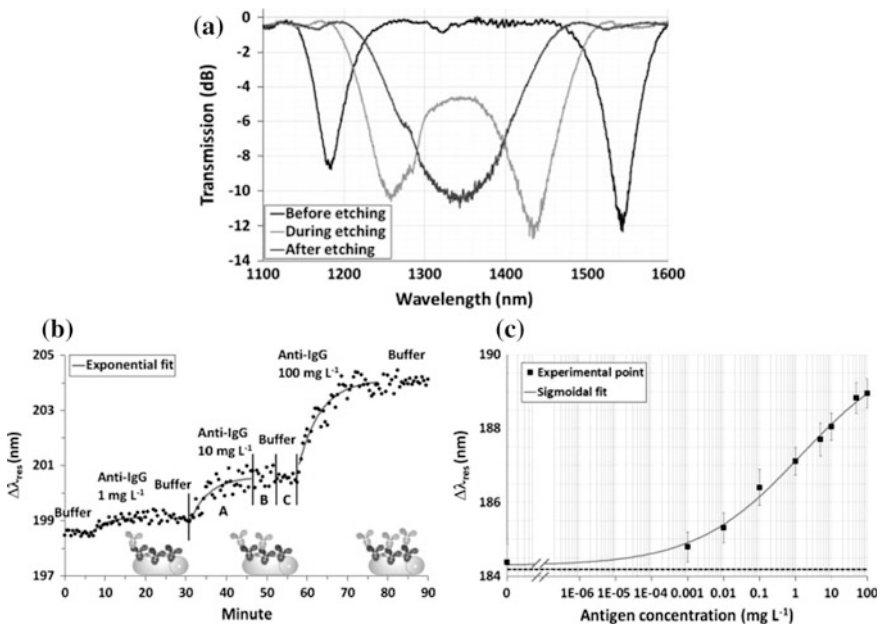 (a)
0
-2
-4
-6
-8
-10
-12
-14
Transmission (dB)
Before etching
During etching
After etching
1100 1200 1300 1400 1500 1600
Wavelength (nm)
(b)
205
203
201
199
197
Δλres (nm)
Exponential fit
Buffer
Anti-IgG
1 mg L-1
Buffer
Anti-IgG
10 mg L-1
Buffer
A B C
Anti-IgG
100 mg L-1
Buffer
0 10 20 30 40 50 60 70 80 90
Minute
(c)
190
188
186
184
Δλres (nm)
Experimental point
Sigmoidal fit
0 1E-06 1E-05 1E-04 0.001 0.01 0.1 1 10 100
Antigen concentration (mg L-1)